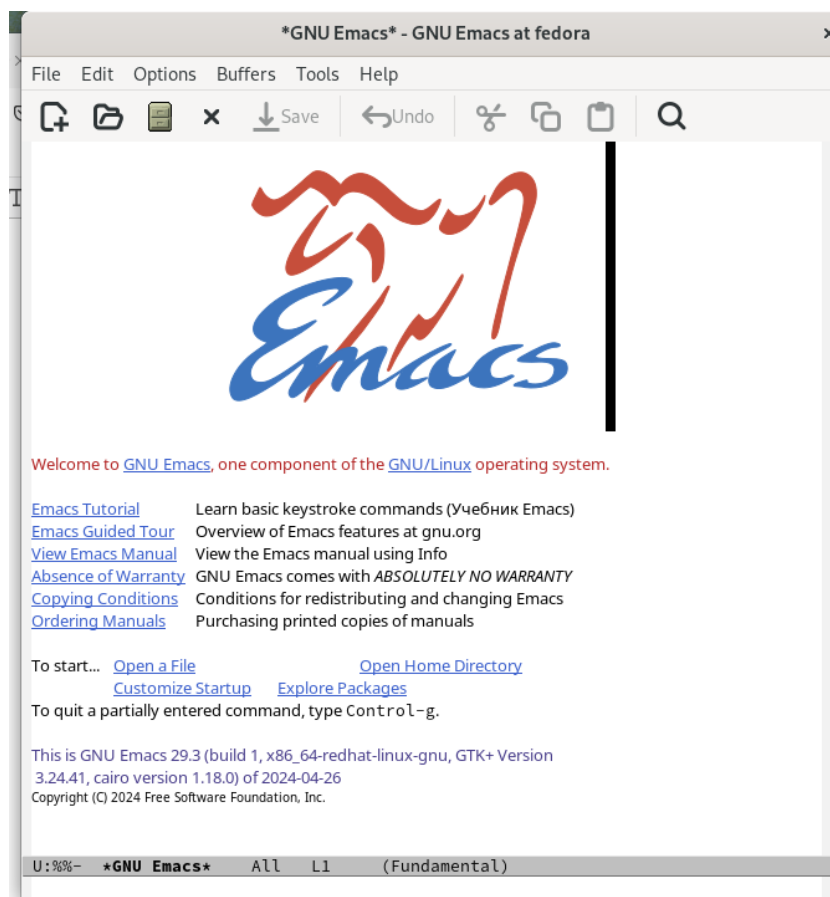 *GNU Emacs* - GNU Emacs at fedora
File Edit Options Buffers Tools Help
Save Undo
Emacs
Welcome to GNU Emacs, one component of the GNU/Linux operating system.
Emacs Tutorial Learn basic keystroke commands (Учебник Emacs)
Emacs Guided Tour Overview of Emacs features at gnu.org
View Emacs Manual View the Emacs manual using Info
Absence of Warranty GNU Emacs comes with ABSOLUTELY NO WARRANTY
Copying Conditions Conditions for redistributing and changing Emacs
Ordering Manuals Purchasing printed copies of manuals
To start... Open a File Open Home Directory
Customize Startup Explore Packages
To quit a partially entered command, type Control-g.
This is GNU Emacs 29.3 (build 1, x86_64-redhat-linux-gnu, GTK+ Version
3.24.41, cairo version 1.18.0) of 2024-04-26
Copyright (C) 2024 Free Software Foundation, Inc.
U:%%- *GNU Emacs* All L1 (Fundamental)